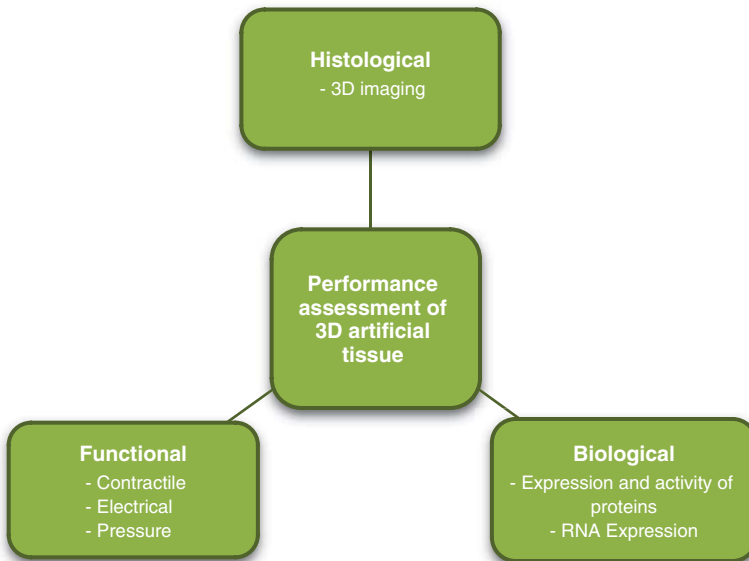 Histological
- 3D imaging
Performance
assessment of
3D artificial
tissue
Functional
- Contractile
- Electrical
- Pressure
Biological
- Expression and activity of
proteins
- RNA Expression